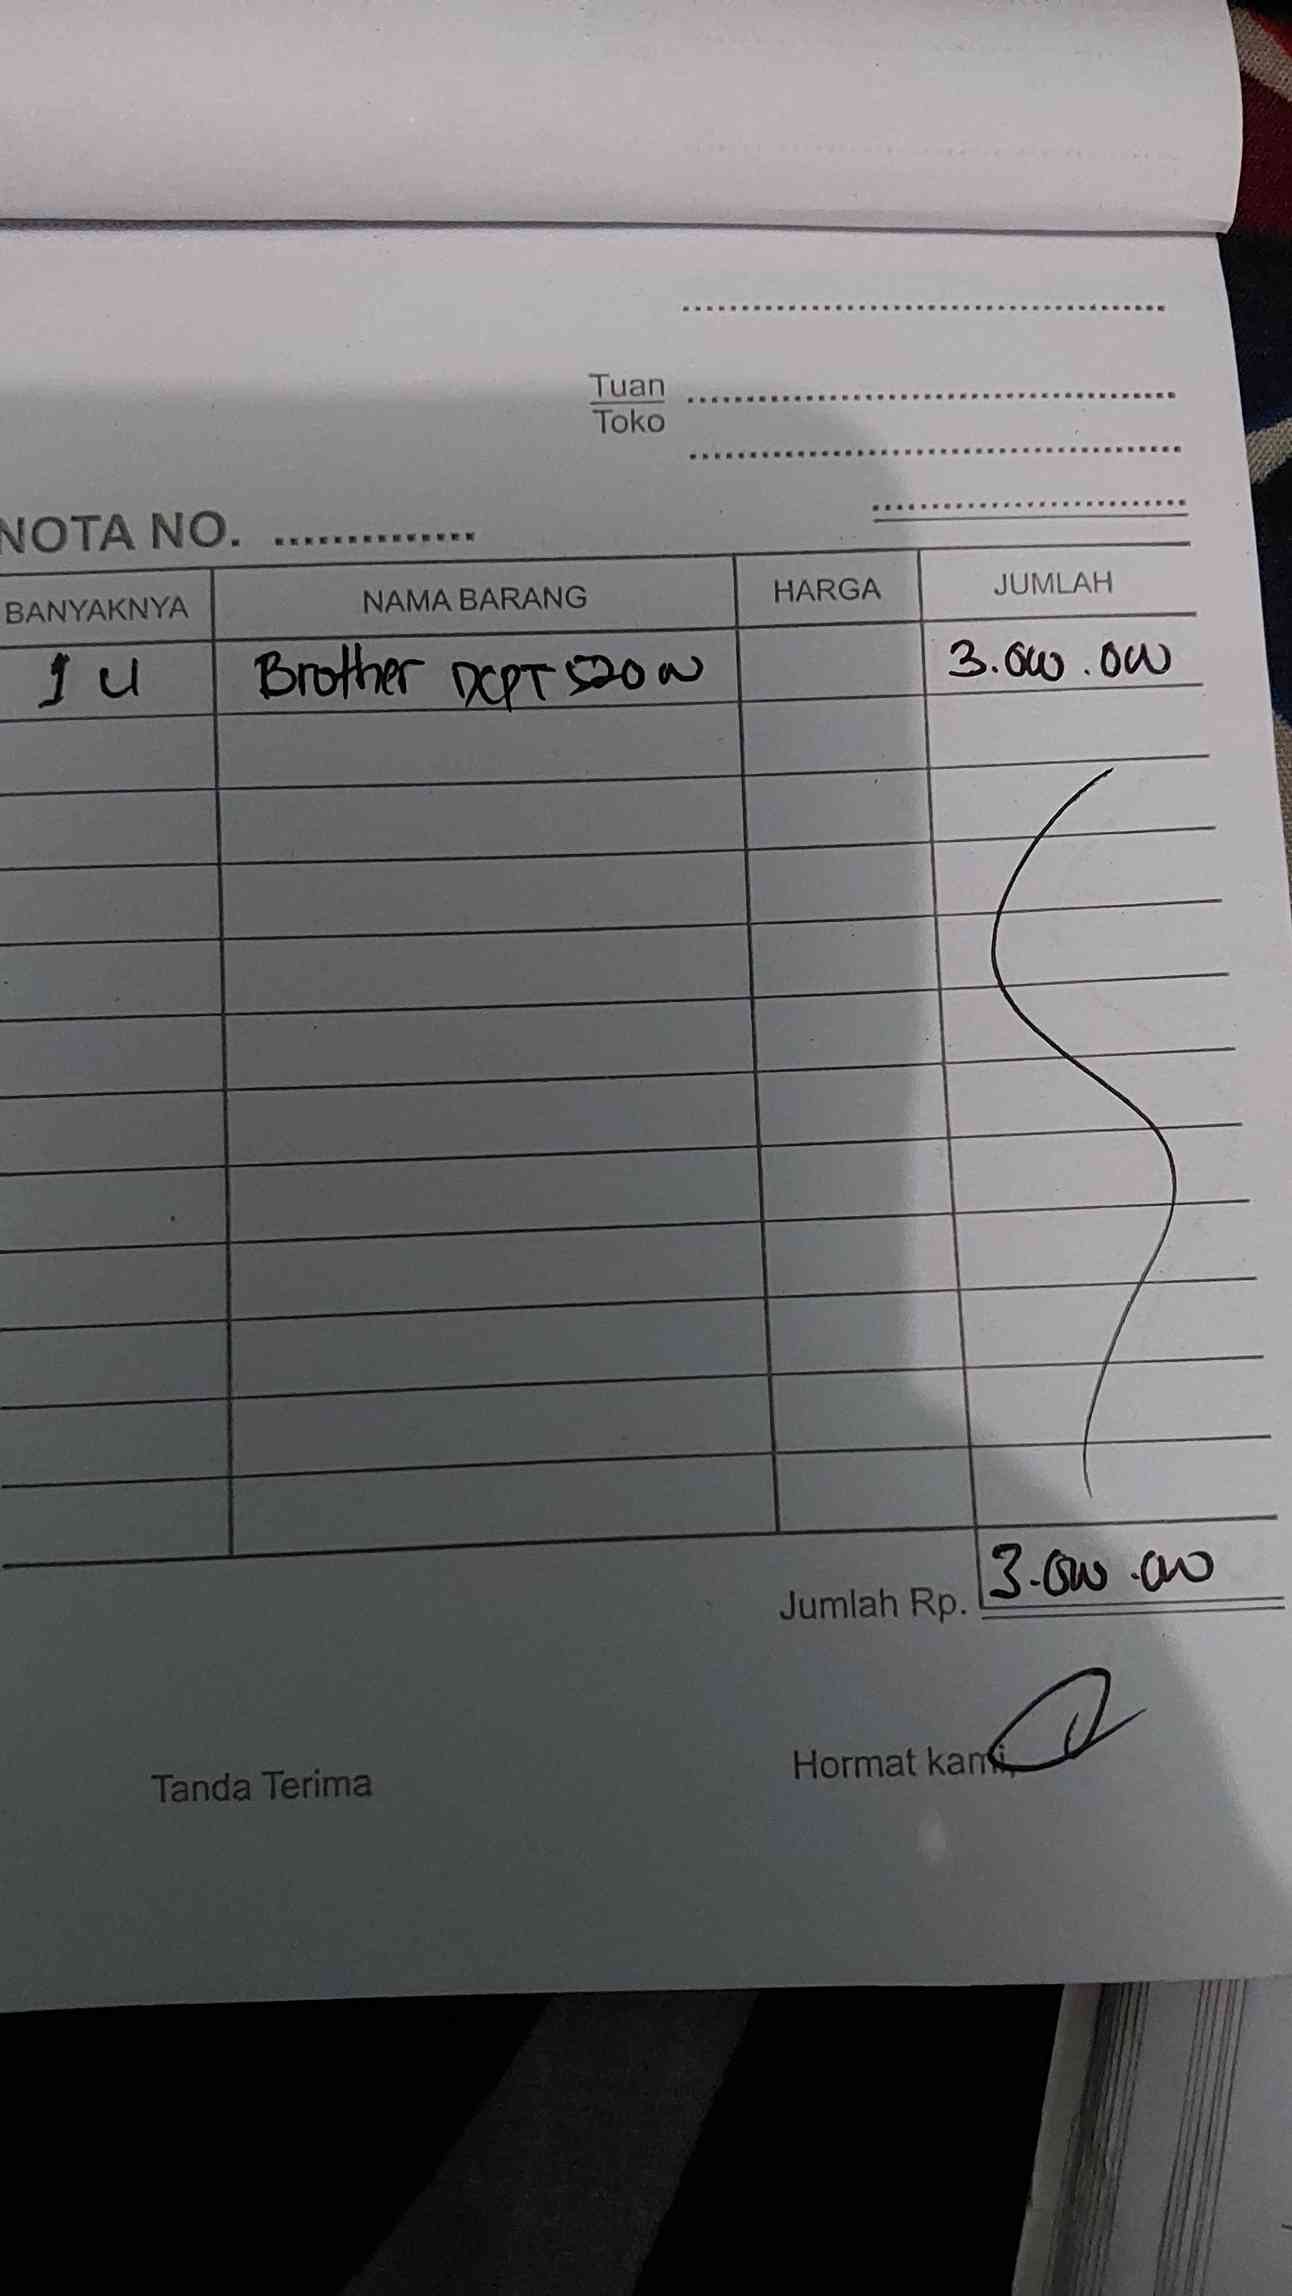 Tuan
Toko
NOTA NO.
BANYAKNYA NAMA BARANG HARGA JUMLAH
1 U Brother DCPT 520 W 3.000.000
Jumlah Rp. 3.000.000
Tanda Terima Hormat kami,